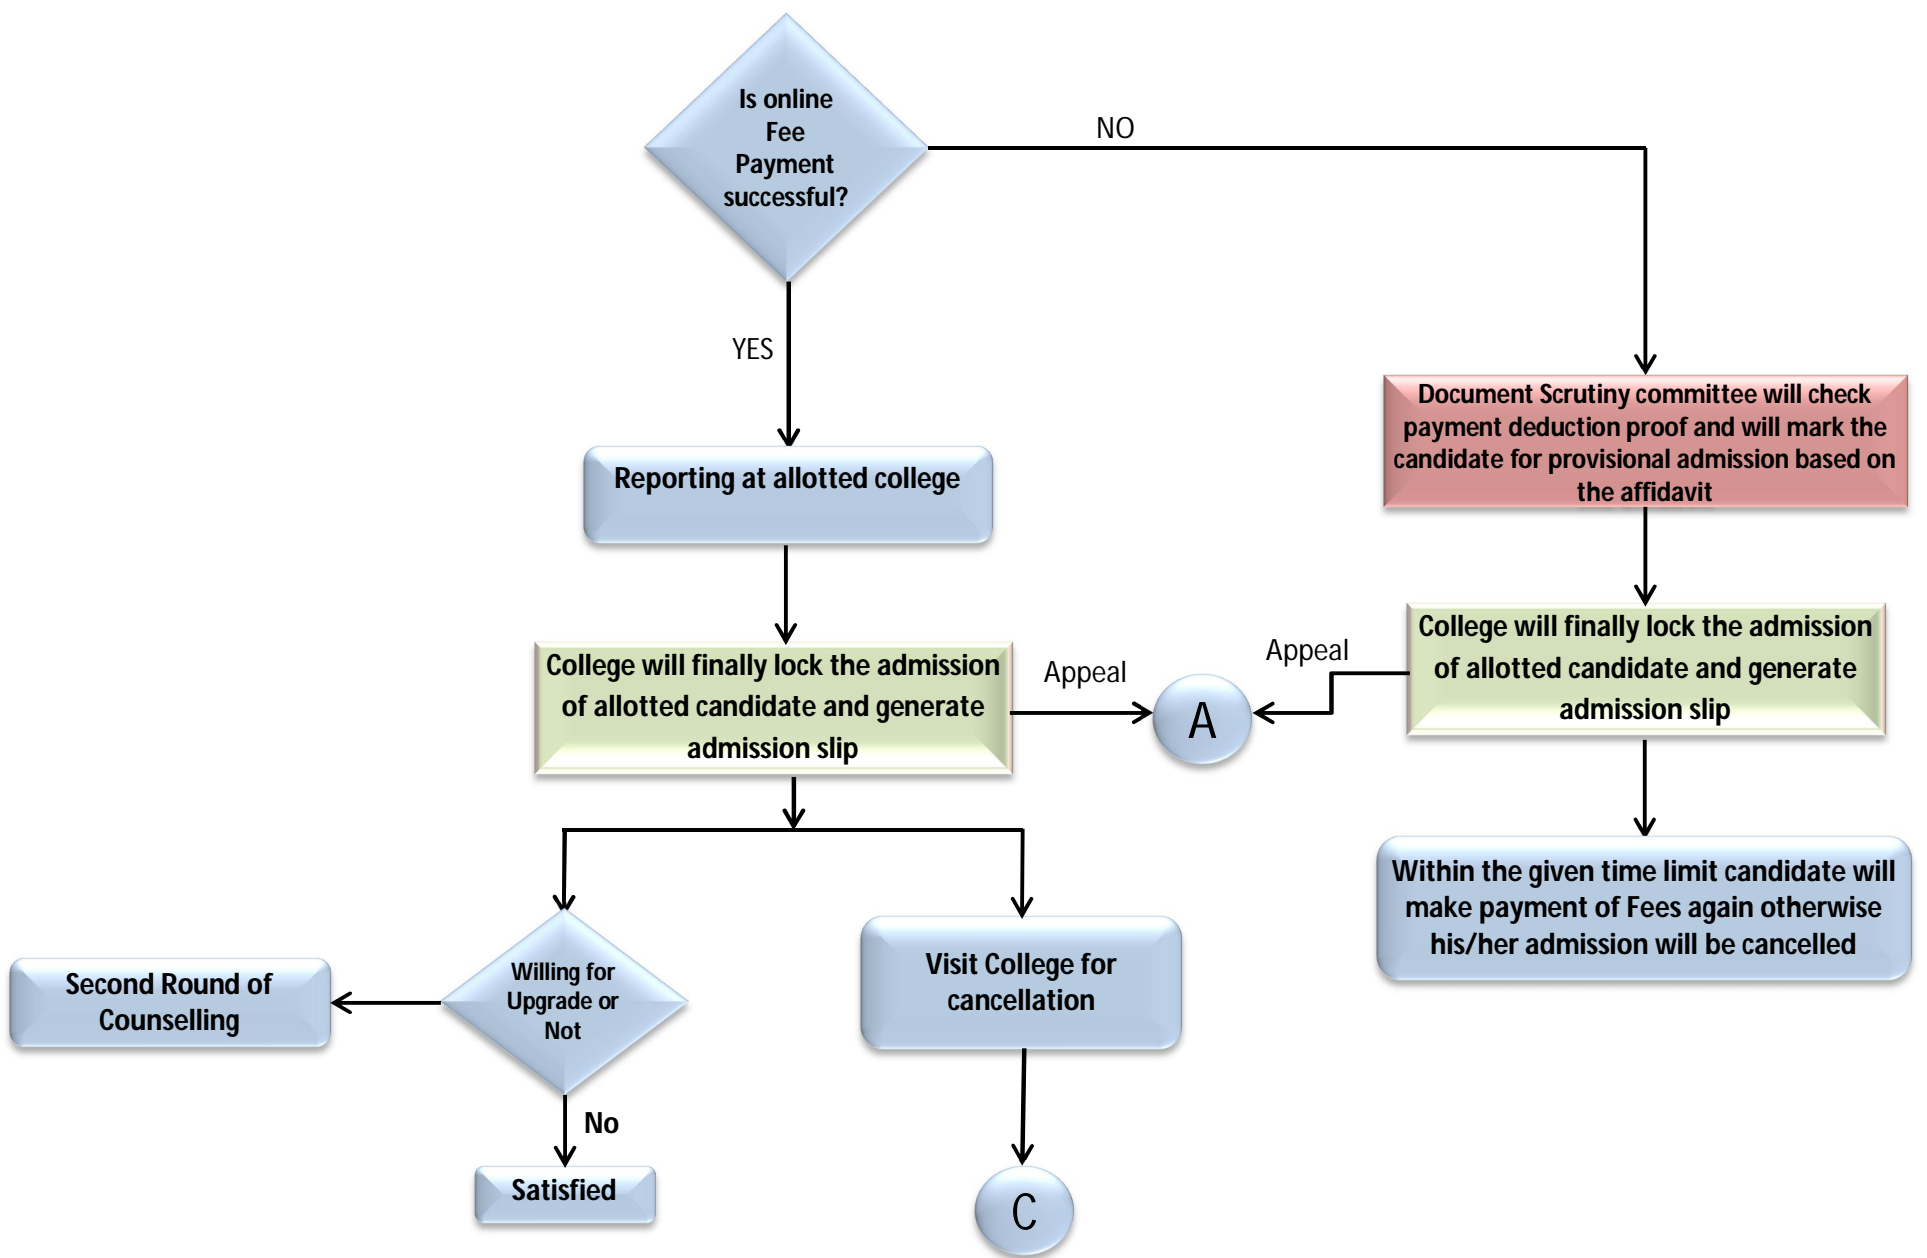 Is online
Fee
Payment
successful?
NO
YES
Document Scrutiny committee will check
payment deduction proof and will mark the
candidate for provisional admission based on
the affidavit
Reporting at allotted college
College will finally lock the admission
of allotted candidate and generate
admission slip
Appeal
A
Appeal
College will finally lock the admission
of allotted candidate and generate
admission slip
Within the given time limit candidate will
make payment of Fees again otherwise
his/her admission will be cancelled
Second Round of
Counselling
Willing for
Upgrade or
Not
Visit College for
cancellation
No
Satisfied
C